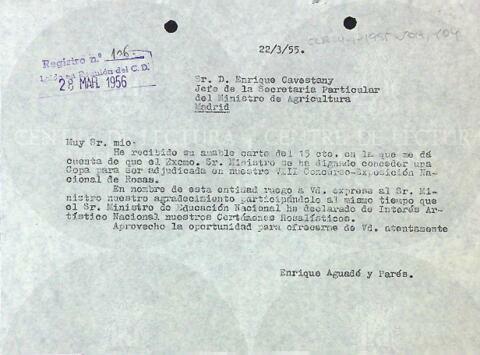 22/3/55.
Registro n.º 106
Región del C.D.
28 MAR. 1956
Sr. D. Enrique Cavestany
Jefe de la Secretaria Particular
del Ministro de Agricultura
Madrid
Muy Sr. mio:
He recibido su amable carta del 15 cte. en la que me dá
cuenta de que el Excmo. Sr. Ministro se ha dignado conceder una
Copa para ser adjudicada en nuestro VIII Concurso-Exposición Na-
cional de Rosas.
En nombre de esta entidad ruego a Vd. exprese al Sr. Mi-
nistro nuestro agradecimiento participándole al mismo tiempo que
el Sr. Ministro de Educación Nacional ha declarado de Interés Ar-
tístico Nacional nuestros Certámenes Rosalísticos.
Aprovecho la oportunidad para ofrecerme de Vd. atentamente
Enrique Aguadé y Parés.